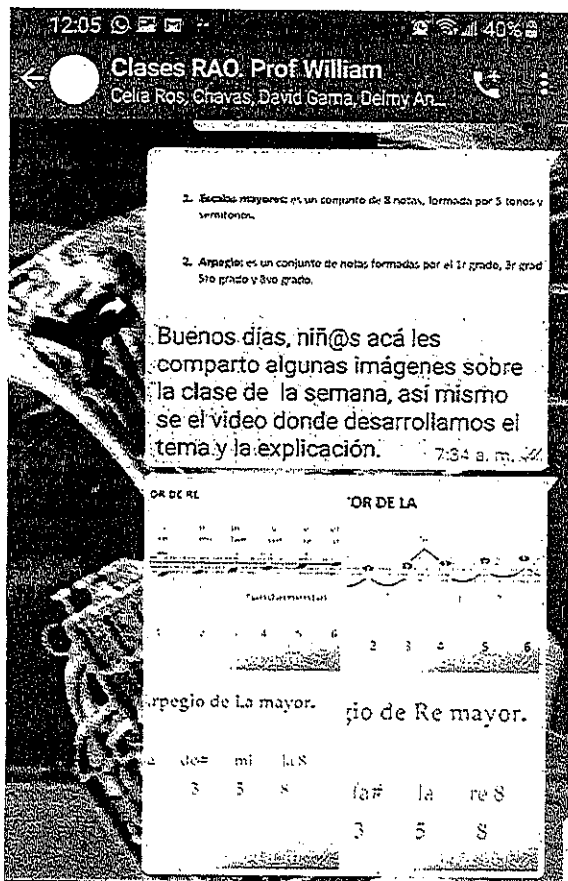 12:05
40%
Clases RAO. Prof William
Celia Ros, Chavas, David Gama, Delmy An...
1. Escalas mayores: es un conjunto de 8 notas, formada por 5 tonos y
semitonos.
2. Arpegio: es un conjunto de notas formadas por el 1r grado, 3r grad
5to grado y 8vo grado.
Buenos días, niñ@s acá les
comparto algunas imágenes sobre
la clase de la semana, así mismo
se el video donde desarrollamos el
tema y la explicación.
7:34 a. m.
OR DE RE
Fundamental
4 5 6
OR DE LA
2 3 4 5 6
rpegio de La mayor.
do# mi la 8
3 5 8
gio de Re mayor.
fa# la re 8
3 5 8